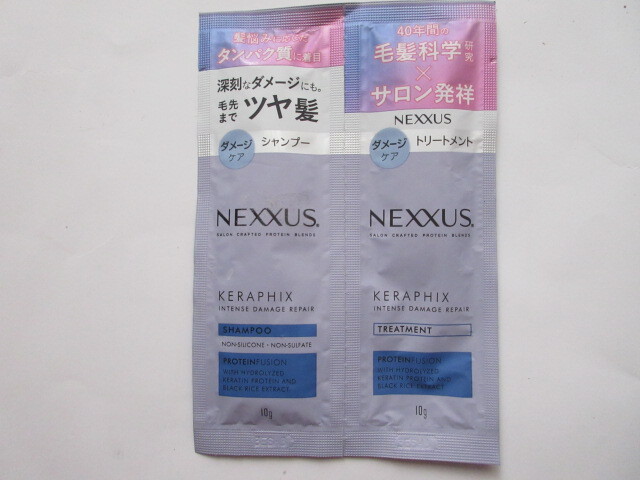 髪悩み
タンパク質に着目
深刻なダメージにも。
毛先まで ツヤ髪
ダメージケア シャンプー
NEXXUS.
SALON CRAFTED PROTEIN BLENDS
KERAPHIX
INTENSE DAMAGE REPAIR
SHAMPOO
NON-SILICONE・NON-SULFATE
PROTEINFUSION
WITH HYDROLYZED
KERATIN PROTEIN AND
BLACK RICE EXTRACT
10g
40年間の
毛髪科学研究
×
サロン発祥
NEXXUS
ダメージケア トリートメント
NEXXUS.
SALON CRAFTED PROTEIN BLENDS
KERAPHIX
INTENSE DAMAGE REPAIR
TREATMENT
PROTEINFUSION
WITH HYDROLYZED
KERATIN PROTEIN AND
BLACK RICE EXTRACT
10g